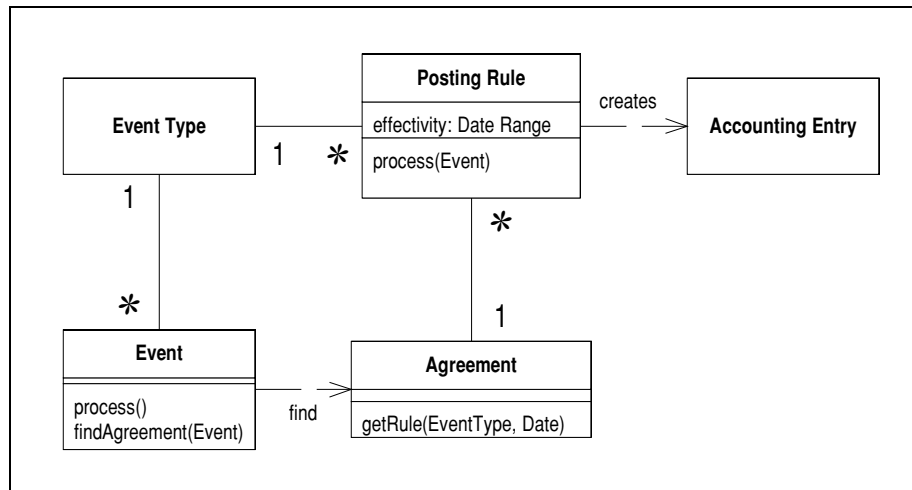 Posting Rule
effectivity: Date Range
process(Event)
Event Type
creates
Accounting Entry
1
*
1
*
*
1
Event
process()
findAgreement(Event)
find
Agreement
getRule(EventType, Date)